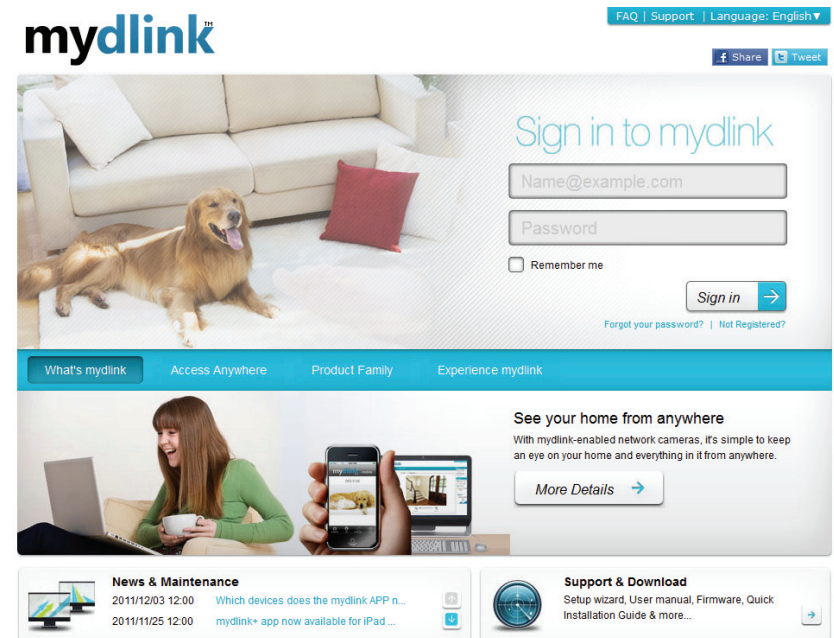 mydlink™
FAQ | Support | Language: English▼
Share Tweet
Sign in to mydlink
Name@example.com
Password
Remember me
Sign in
Forgot your password? | Not Registered?
What's mydlink Access Anywhere Product Family Experience mydlink
See your home from anywhere
With mydlink-enabled network cameras, it's simple to keep
an eye on your home and everything in it from anywhere.
More Details
News & Maintenance
2011/12/03 12:00 Which devices does the mydlink APP n...
2011/11/25 12:00 mydlink+ app now available for iPad ...
Support & Download
Setup wizard, User manual, Firmware, Quick
Installation Guide & more...